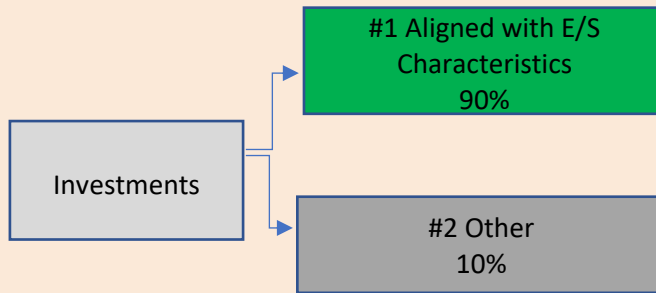 #1 Aligned with E/S
Characteristics
90%
Investments
#2 Other
10%